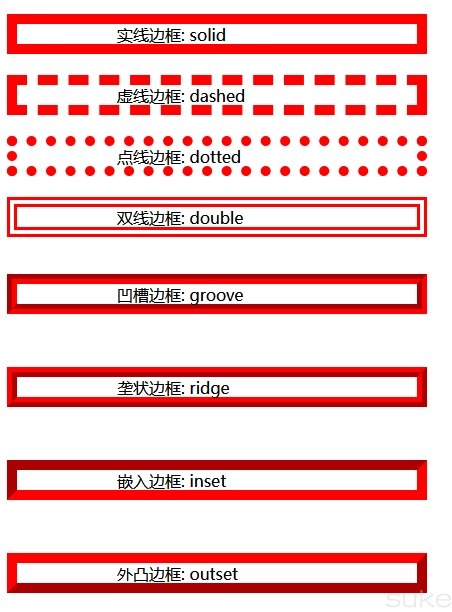 实线边框: solid
虚线边框: dashed
点线边框: dotted
双线边框: double
凹槽边框: groove
垄状边框: ridge
嵌入边框: inset
外凸边框: outset
suke